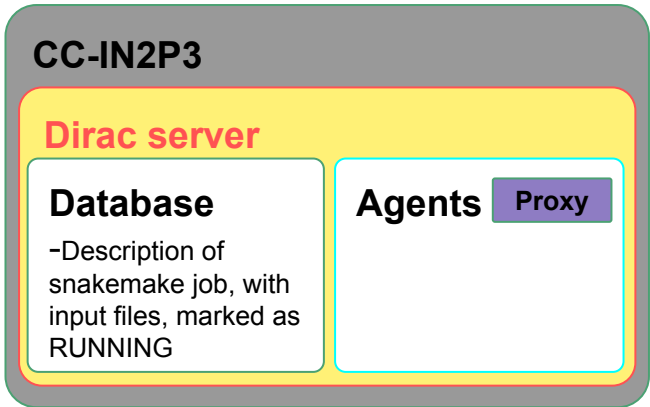 CC-IN2P3
Dirac server
Database
-Description of
snakemake job, with
input files, marked as
RUNNING
Agents
Proxy